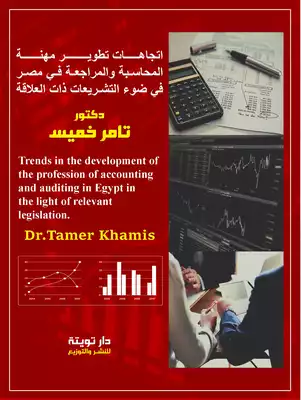 اتجاهات تطوير مهنة
المحاسبة والمراجعة في مصر
في ضوء التشريعات ذات العلاقة
دكتور
تامر خميس
Trends in the development of
the profession of accounting
and auditing in Egypt in
the light of relevant
legislation.
Dr.Tamer Khamis
دار تويتة
للنشر والتوزيع